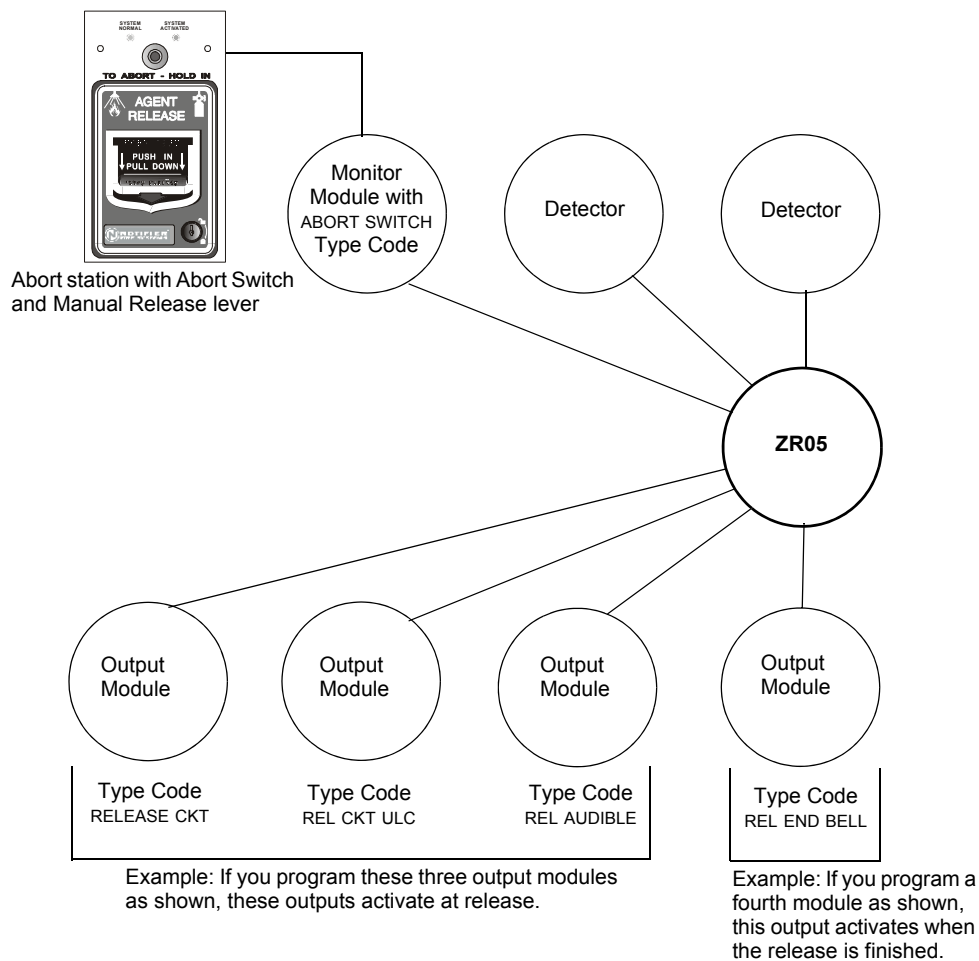 SYSTEM NORMAL
SYSTEM ACTIVATED
TO ABORT - HOLD IN
AGENT
RELEASE
PUSH IN
PULL DOWN
NOTIFIER
Abort station with Abort Switch
and Manual Release lever
Monitor
Module with
ABORT SWITCH
Type Code
Detector
Detector
ZR05
Output
Module
Output
Module
Output
Module
Output
Module
Type Code
RELEASE CKT
Type Code
REL CKT ULC
Type Code
REL AUDIBLE
Type Code
REL END BELL
Example: If you program these three output modules
as shown, these outputs activate at release.
Example: If you program a
fourth module as shown,
this output activates when
the release is finished.